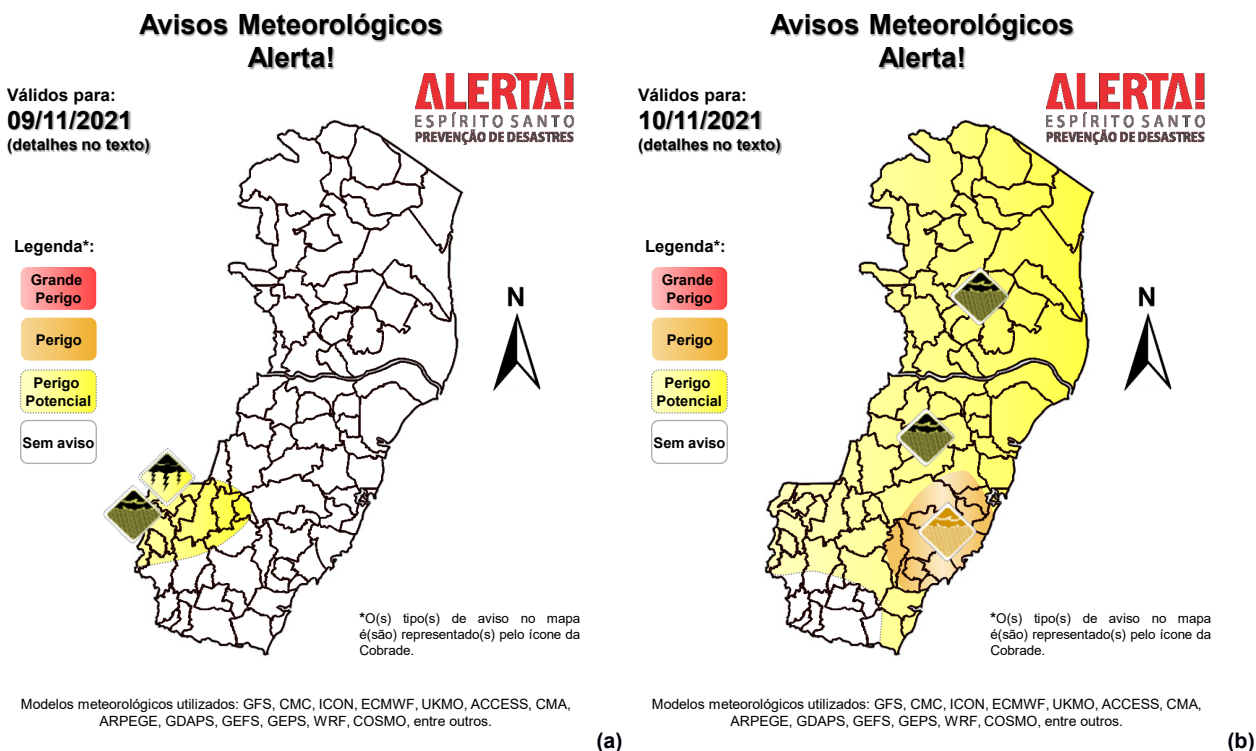 Avisos Meteorológicos
Alerta!
Válidos para:
09/11/2021
(detalhes no texto)
ALERTA!
ESPÍRITO SANTO
PREVENÇÃO DE DESASTRES
Legenda*:
Grande
Perigo
Perigo
Perigo
Potencial
Sem aviso
N
*O(s) tipo(s) de aviso no mapa
é(são) representado(s) pelo ícone da
Cobrade.
Modelos meteorológicos utilizados: GFS, CMC, ICON, ECMWF, UKMO, ACCESS, CMA,
ARPEGE, GDAPS, GEFS, GEPS, WRF, COSMO, entre outros.
(a)
Avisos Meteorológicos
Alerta!
Válidos para:
10/11/2021
(detalhes no texto)
ALERTA!
ESPÍRITO SANTO
PREVENÇÃO DE DESASTRES
Legenda*:
Grande
Perigo
Perigo
Perigo
Potencial
Sem aviso
N
*O(s) tipo(s) de aviso no mapa
é(são) representado(s) pelo ícone da
Cobrade.
Modelos meteorológicos utilizados: GFS, CMC, ICON, ECMWF, UKMO, ACCESS, CMA,
ARPEGE, GDAPS, GEFS, GEPS, WRF, COSMO, entre outros.
(b)